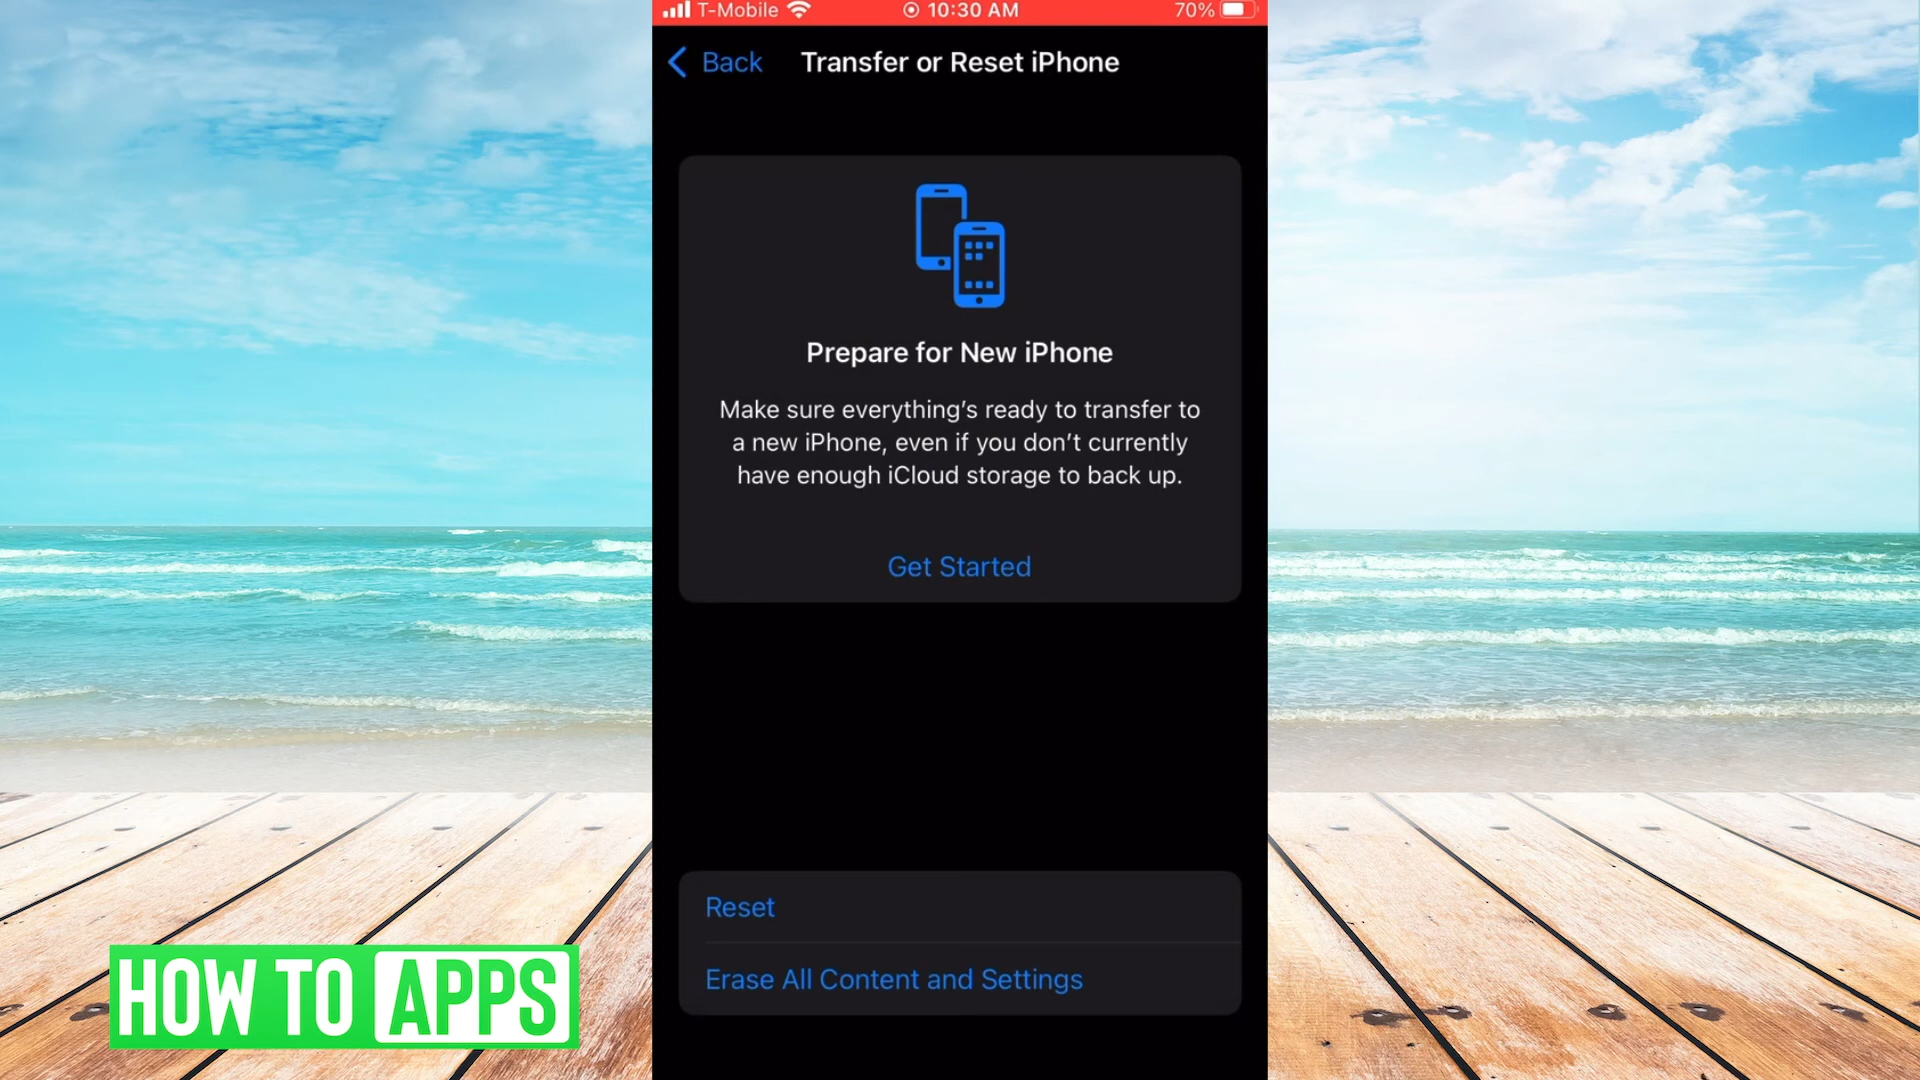 T-Mobile 10:30 AM 70%
Back Transfer or Reset iPhone
Prepare for New iPhone
Make sure everything’s ready to transfer to
a new iPhone, even if you don’t currently
have enough iCloud storage to back up.
Get Started
Reset
Erase All Content and Settings
HOW TO APPS